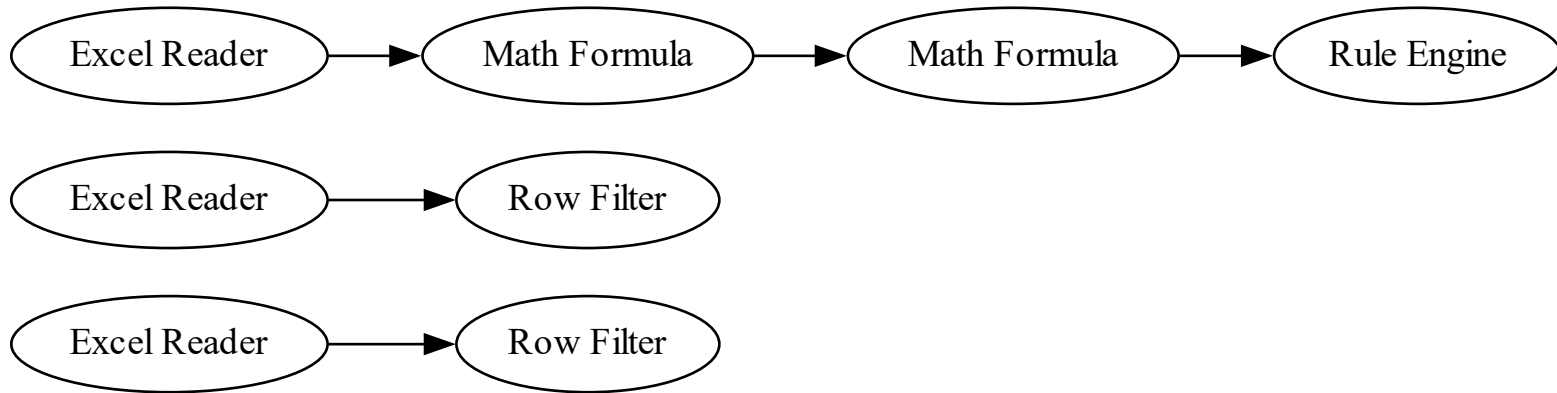 Excel Reader Math Formula Math Formula Rule Engine
Excel Reader Row Filter
Excel Reader Row Filter